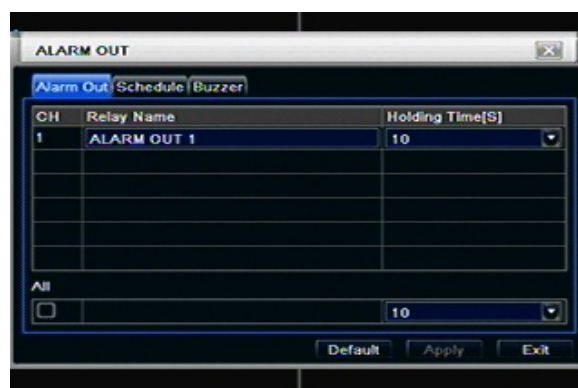 ALARM OUT
Alarm Out Schedule Buzzer
CH Relay Name Holding Time[S]
1 ALARM OUT 1 10
All
10
Default Apply Exit